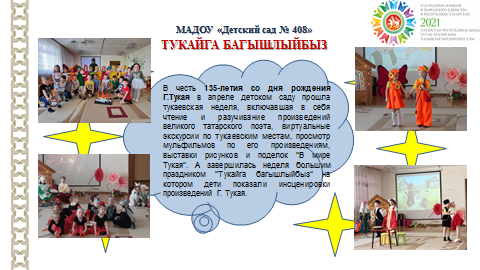 МАДОУ «Детский сад № 408»
ТУКАЙГА БАГЫШЛЫЙБЫЗ
2021
В честь 135-летия со дня рождения
Г.Тукая в апреле детском саду прошла
тукаевская неделя, включавшая в себя
чтение и разучивание произведений
великого татарского поэта, виртуальные
экскурсии по тукаевским местам, просмотр
мульфильмов по его произведениям,
выставки рисунков и поделок "В мире
Тукая". А завершилась неделя большим
праздником "Тукайга багышлыйбыз" на
котором дети показали инсценировки
произведений Г. Тукая.